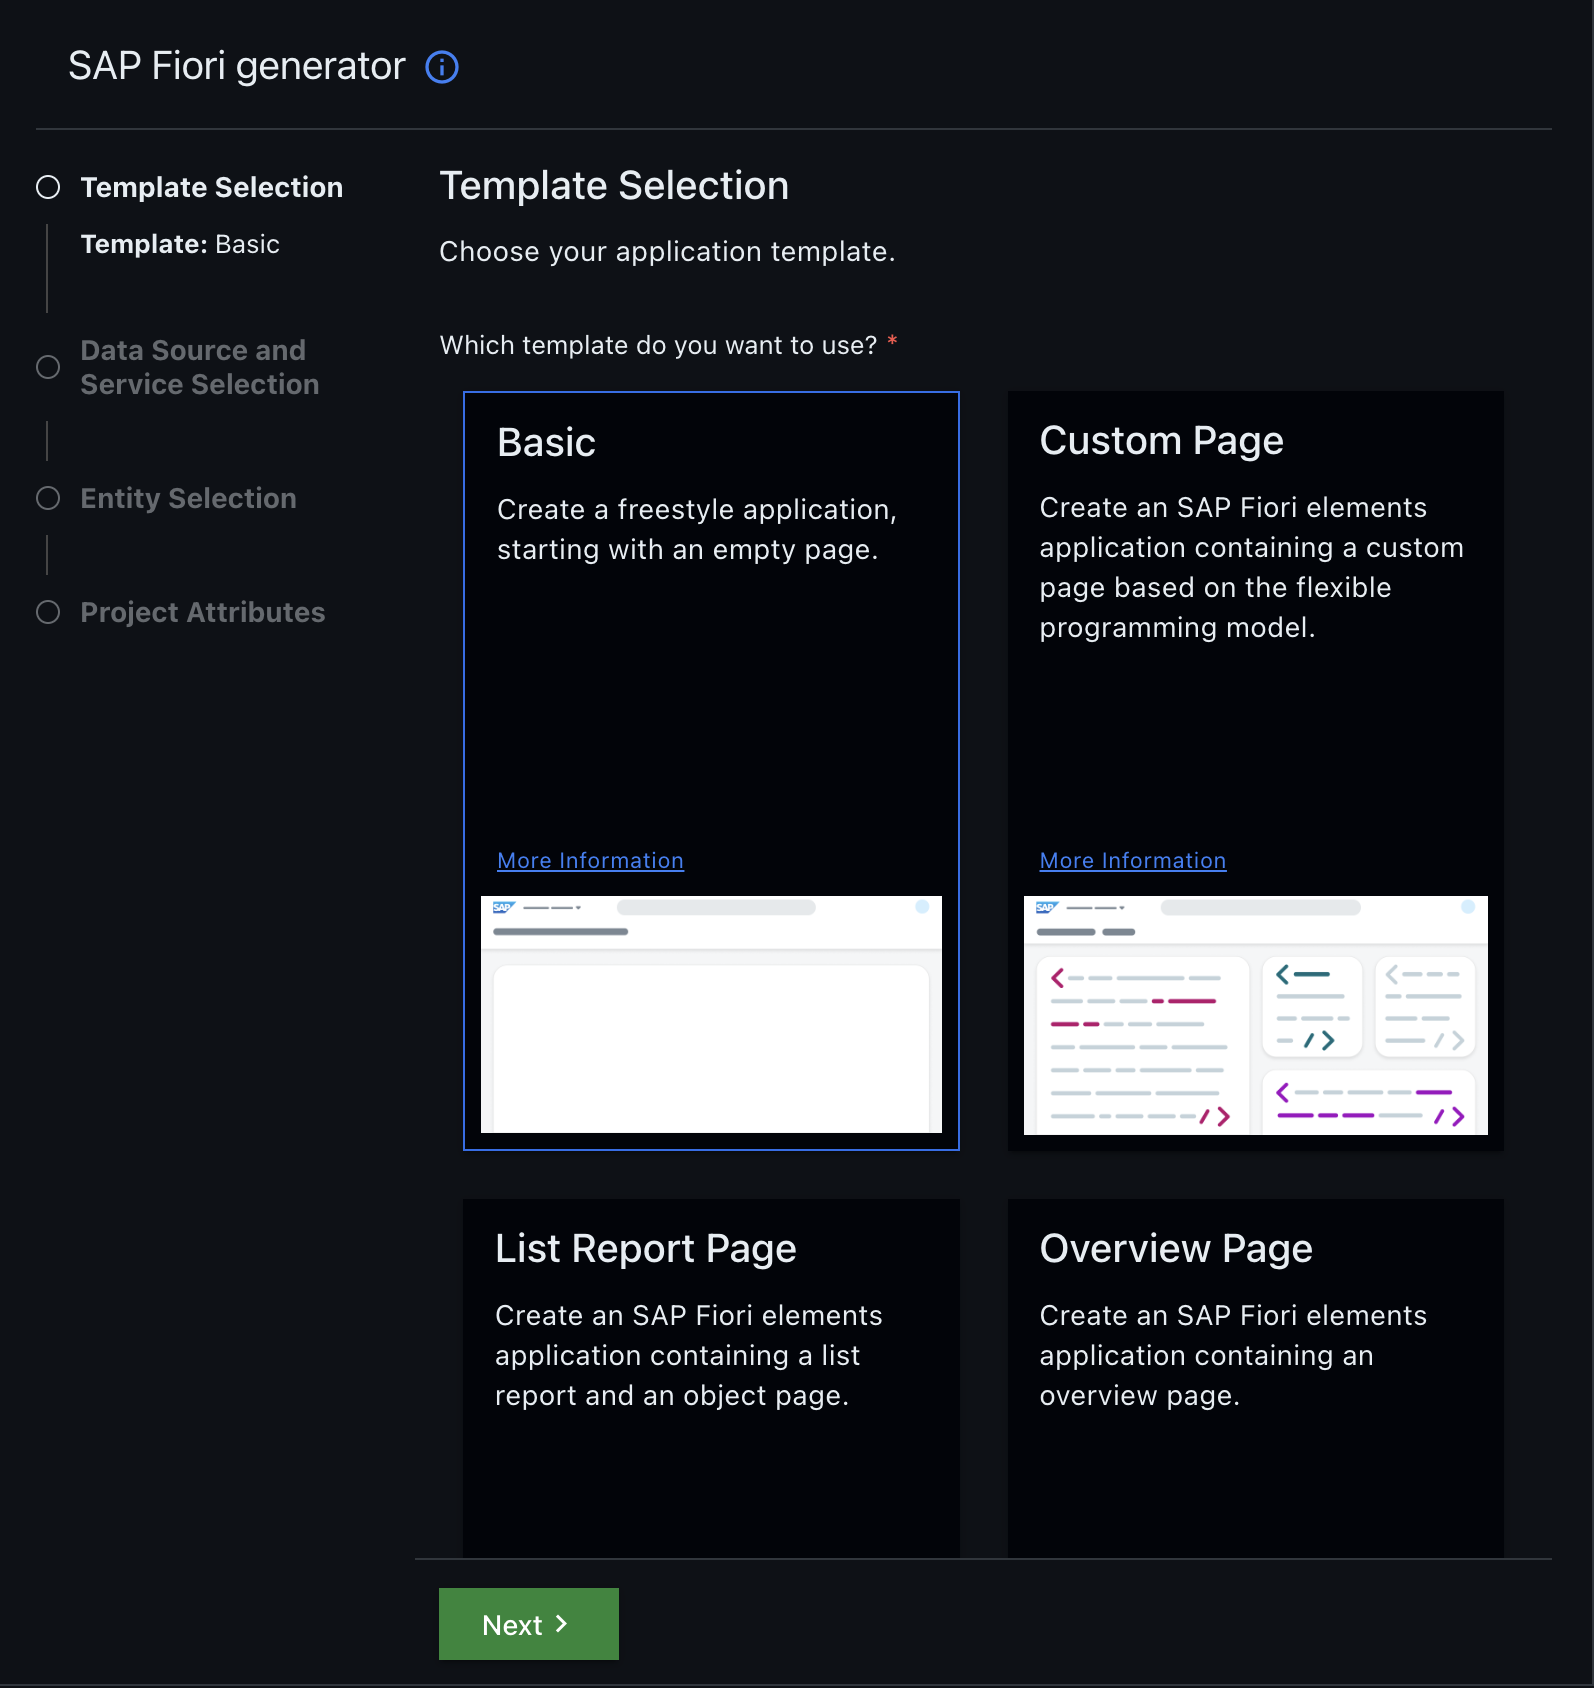 SAP Fiori generator
Template Selection
Template: Basic
Data Source and
Service Selection
Entity Selection
Project Attributes
Template Selection
Choose your application template.
Which template do you want to use? *
Basic
Create a freestyle application,
starting with an empty page.
More Information
SAP
Custom Page
Create an SAP Fiori elements
application containing a custom
page based on the flexible
programming model.
More Information
SAP
List Report Page
Create an SAP Fiori elements
application containing a list
report and an object page.
Overview Page
Create an SAP Fiori elements
application containing an
overview page.
Next